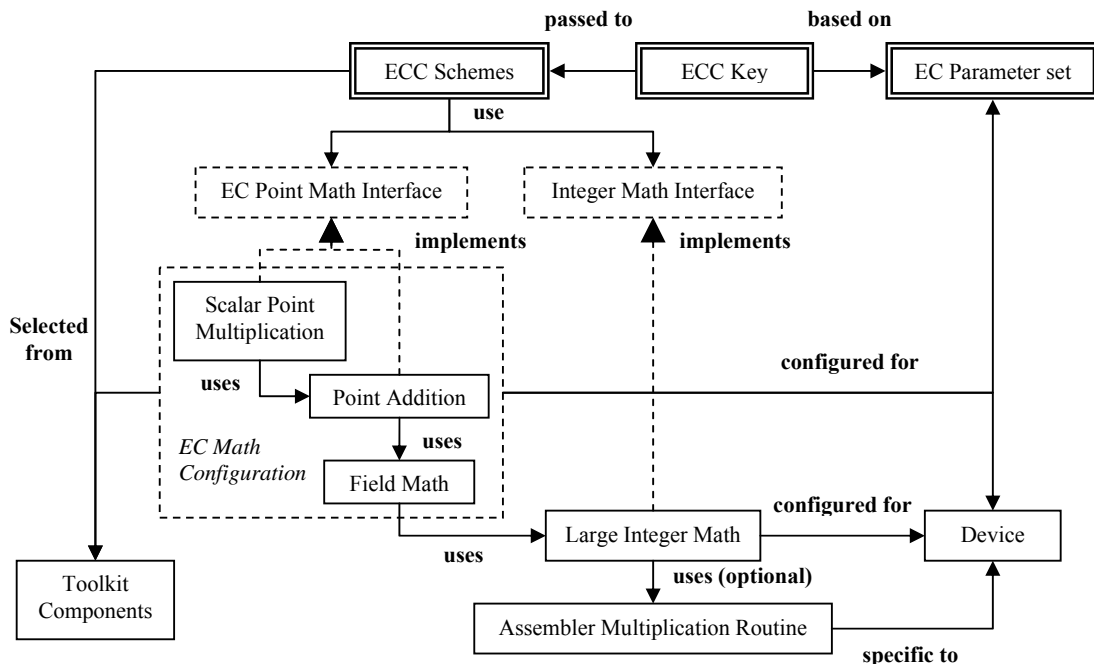 passed to
based on
ECC Schemes
ECC Key
EC Parameter set
use
EC Point Math Interface
Integer Math Interface
implements
implements
Scalar Point
Multiplication
Selected
from
configured for
uses
Point Addition
uses
EC Math
Configuration
Field Math
configured for
uses
Large Integer Math
Device
Toolkit
Components
uses (optional)
Assembler Multiplication Routine
specific to